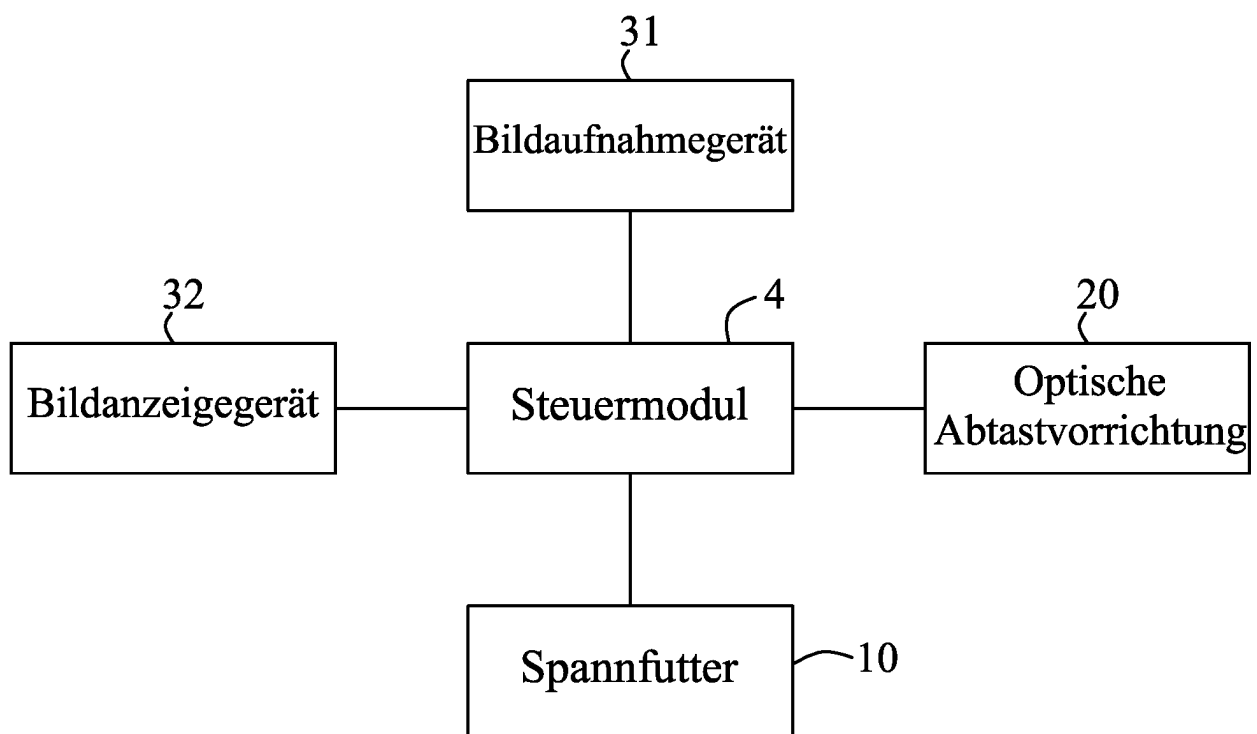 31
Bildaufnahmegerät
32
4
20
Bildanzeigegerät
Steuermodul
Optische
Abtastvorrichtung
Spannfutter
10